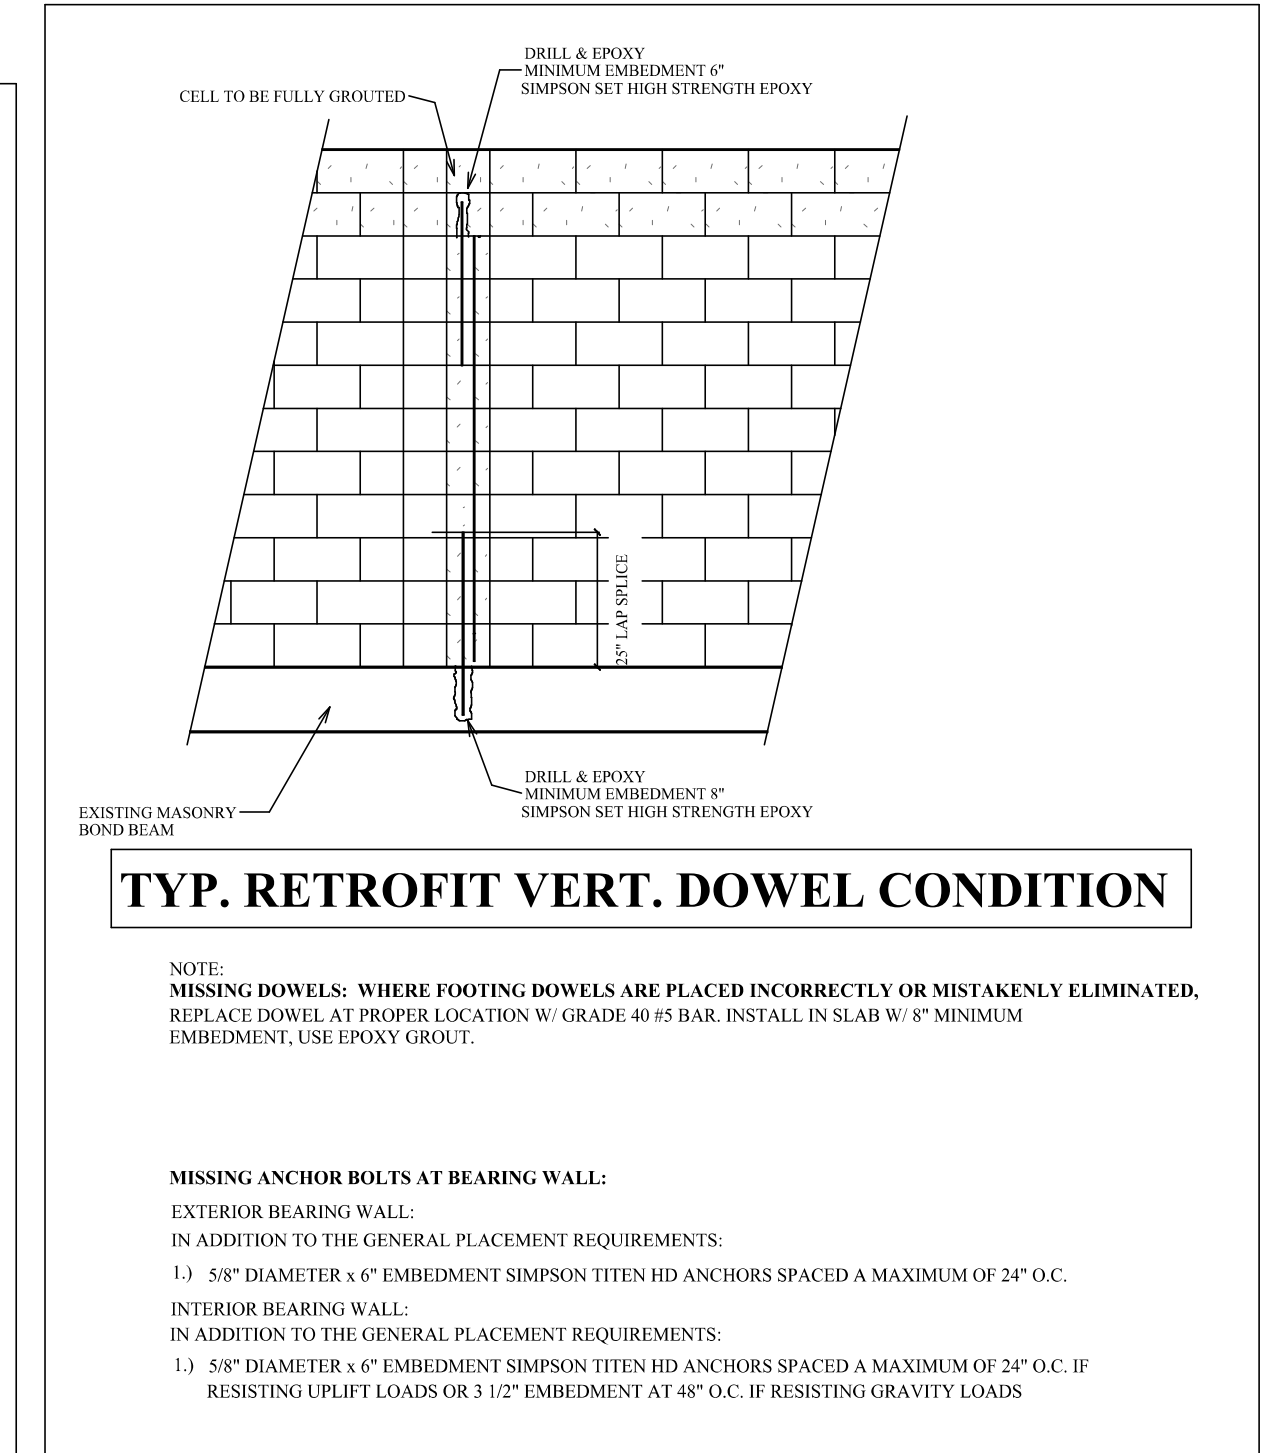 DRILL & EPOXY
MINIMUM EMBEDMENT 6"
SIMPSON SET HIGH STRENGTH EPOXY
CELL TO BE FULLY GROUTED
25" LAP SPLICE
DRILL & EPOXY
MINIMUM EMBEDMENT 8"
SIMPSON SET HIGH STRENGTH EPOXY
EXISTING MASONRY
BOND BEAM
TYP. RETROFIT VERT. DOWEL CONDITION
NOTE:
MISSING DOWELS: WHERE FOOTING DOWELS ARE PLACED INCORRECTLY OR MISTAKENLY ELIMINATED,
REPLACE DOWEL AT PROPER LOCATION W/ GRADE 40 #5 BAR. INSTALL IN SLAB W/ 8" MINIMUM
EMBEDMENT, USE EPOXY GROUT.
MISSING ANCHOR BOLTS AT BEARING WALL:
EXTERIOR BEARING WALL:
IN ADDITION TO THE GENERAL PLACEMENT REQUIREMENTS:
1.) 5/8" DIAMETER x 6" EMBEDMENT SIMPSON TITEN HD ANCHORS SPACED A MAXIMUM OF 24" O.C.
INTERIOR BEARING WALL:
IN ADDITION TO THE GENERAL PLACEMENT REQUIREMENTS:
1.) 5/8" DIAMETER x 6" EMBEDMENT SIMPSON TITEN HD ANCHORS SPACED A MAXIMUM OF 24" O.C. IF
RESISTING UPLIFT LOADS OR 3 1/2" EMBEDMENT AT 48" O.C. IF RESISTING GRAVITY LOADS